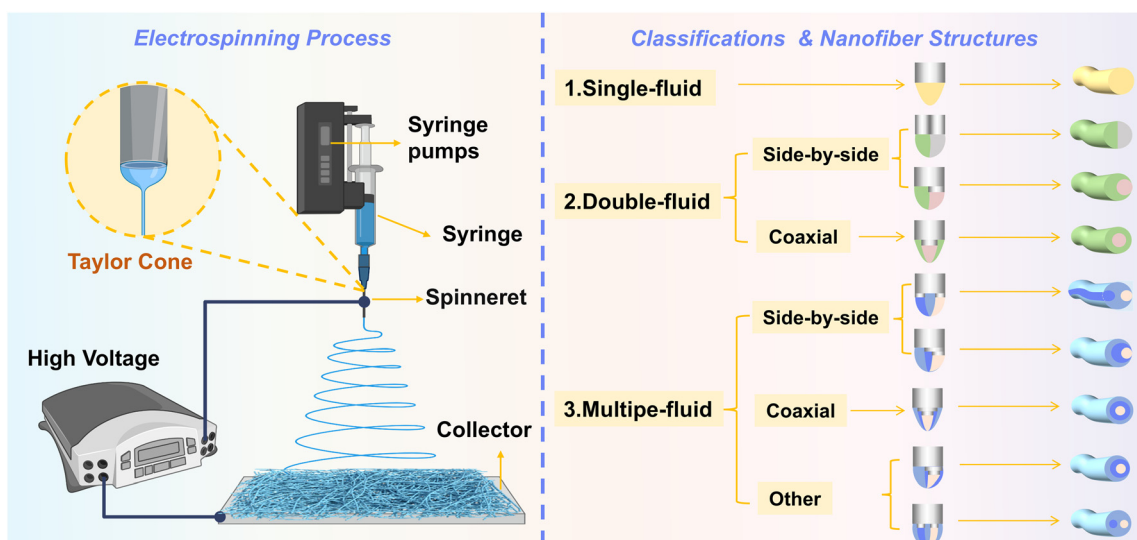 Electrospinning Process
Taylor Cone
Syringe
pumps
Syringe
Spinneret
High Voltage
Collector
Classifications & Nanofiber Structures
1.Single-fluid
2.Double-fluid
Side-by-side
Coaxial
3.Multipe-fluid
Side-by-side
Coaxial
Other